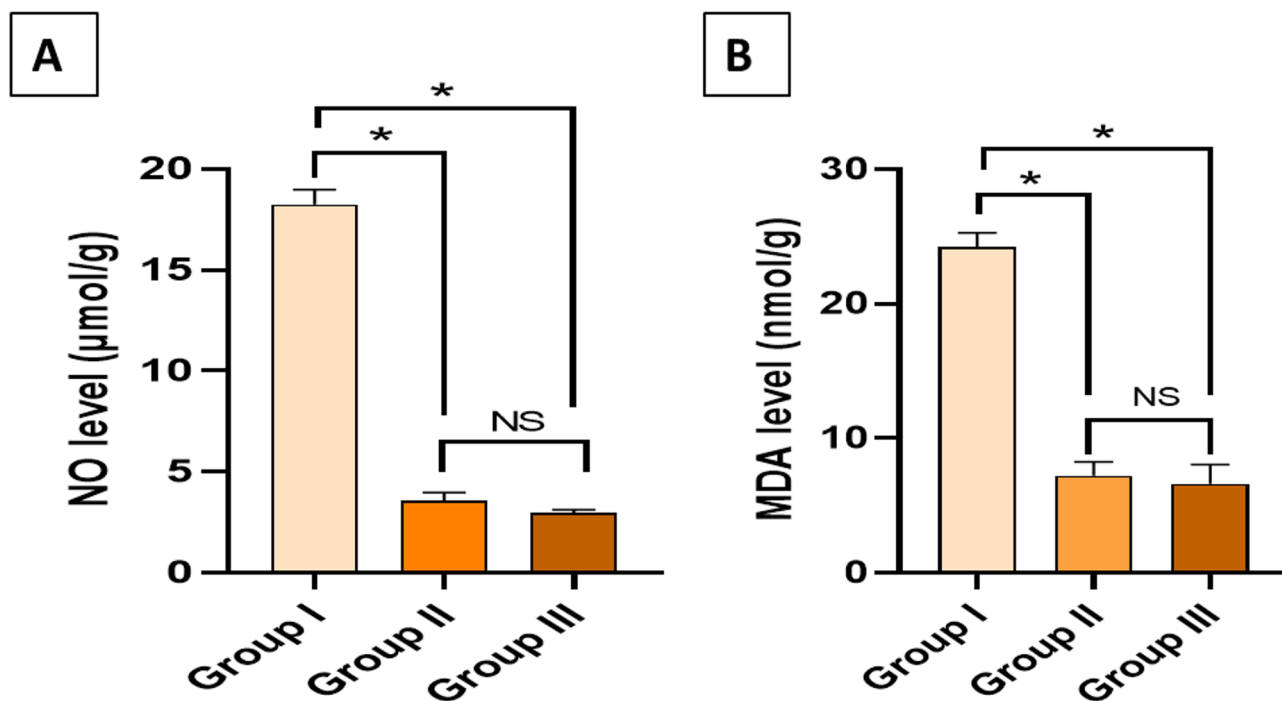 A
*
*
20
15
10
5
0
NO level (µmol/g)
NS
Group I
Group II
Group III
B
*
*
30
20
10
0
MDA level (nmol/g)
NS
Group I
Group II
Group III